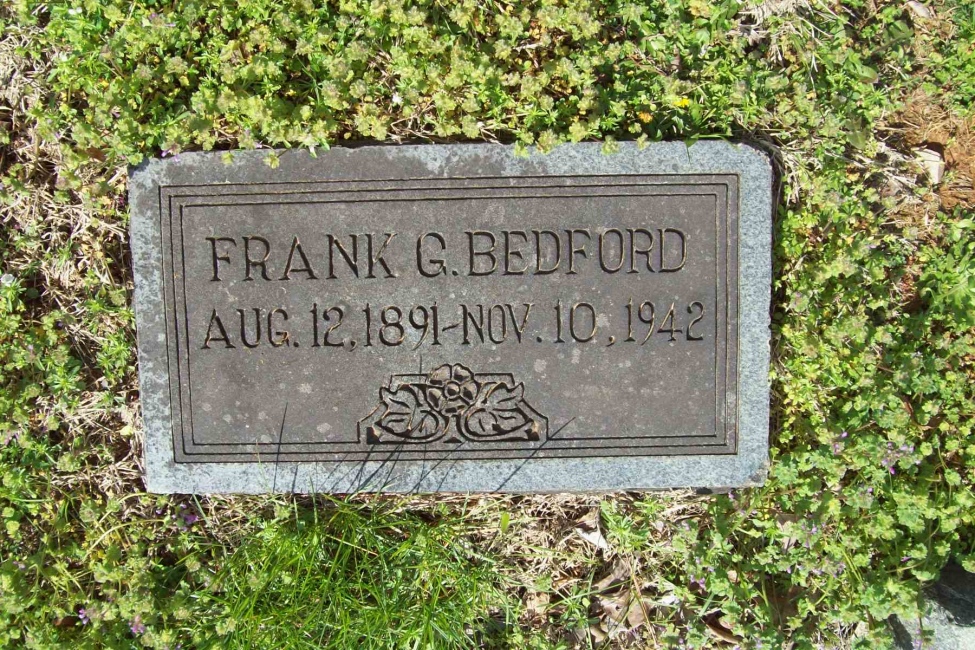 FRANK G. BEDFORD
AUG. 12, 1891-NOV. 10, 1942